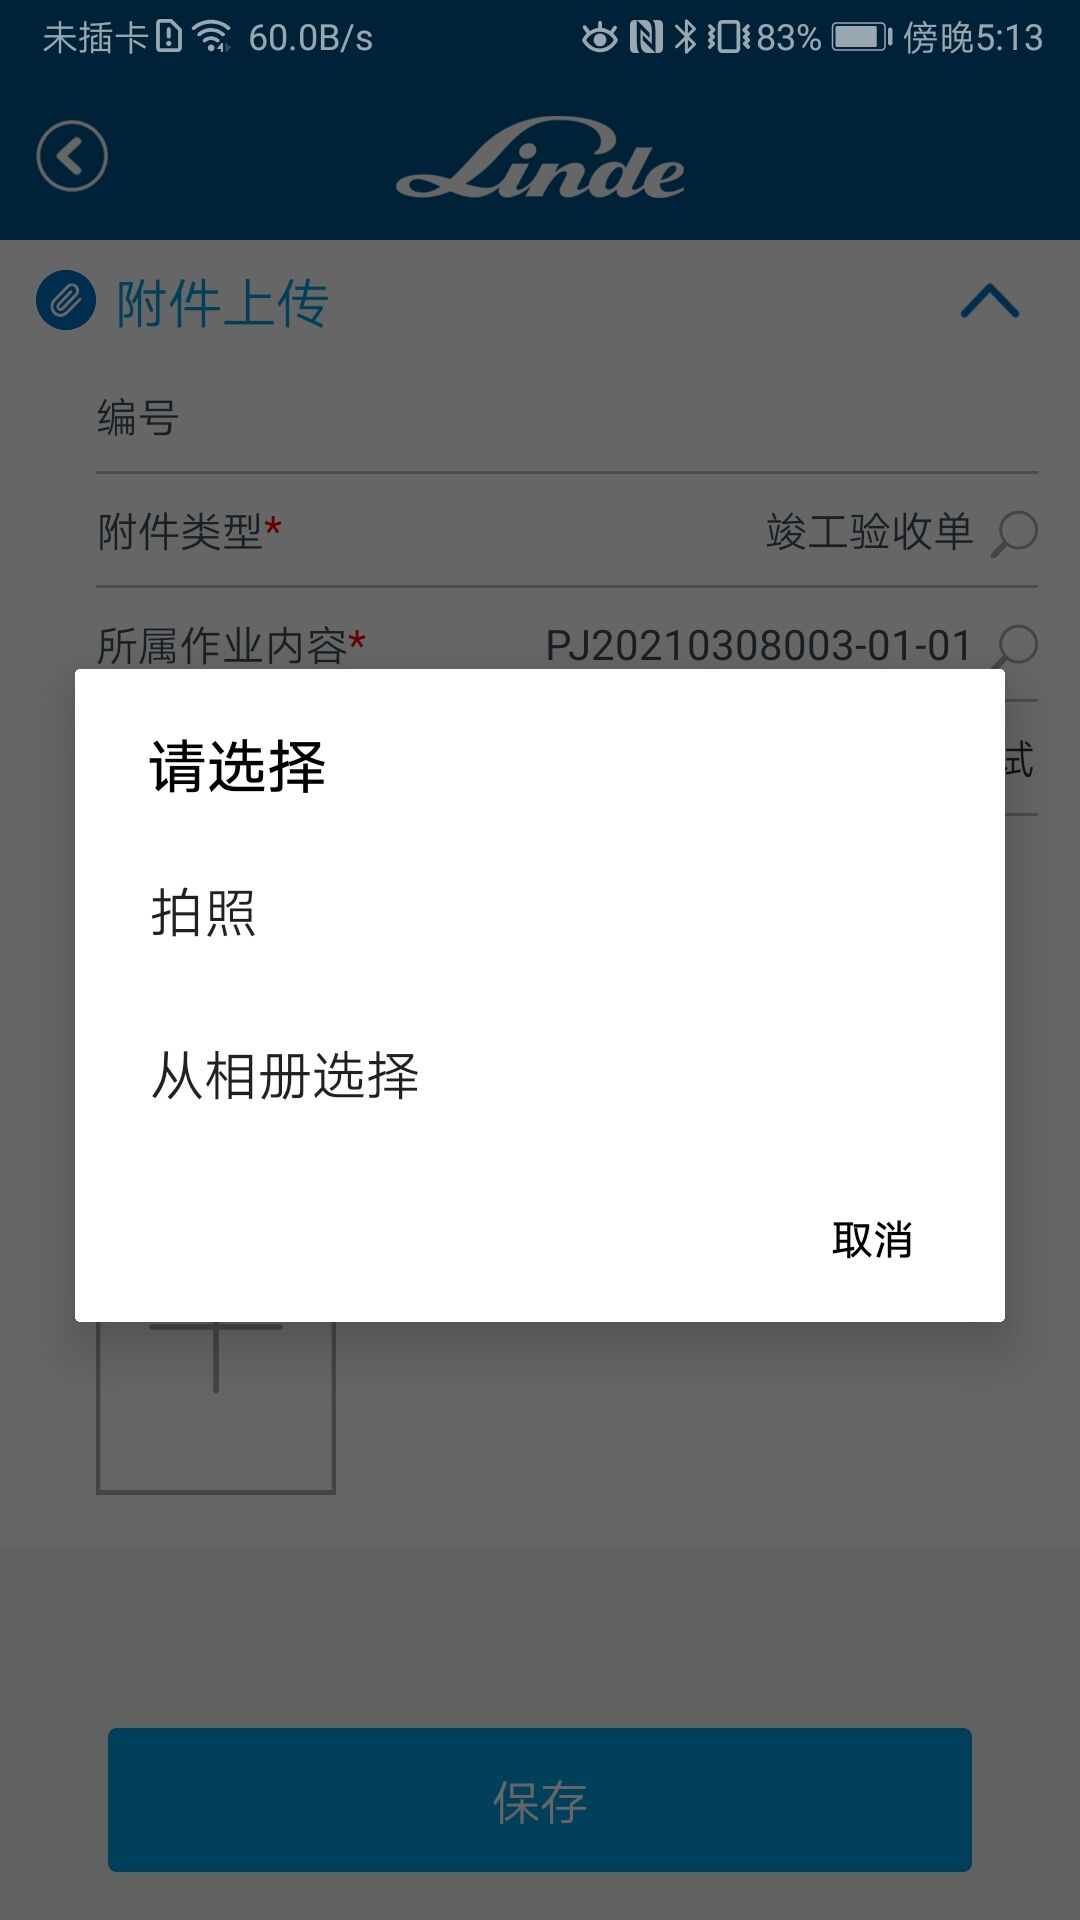 未插卡 60.0B/s 83% 傍晚5:13
Linde
附件上传
编号
附件类型* 竣工验收单
所属作业内容* PJ20210308003-01-01
试
请选择
拍照
从相册选择
取消
保存